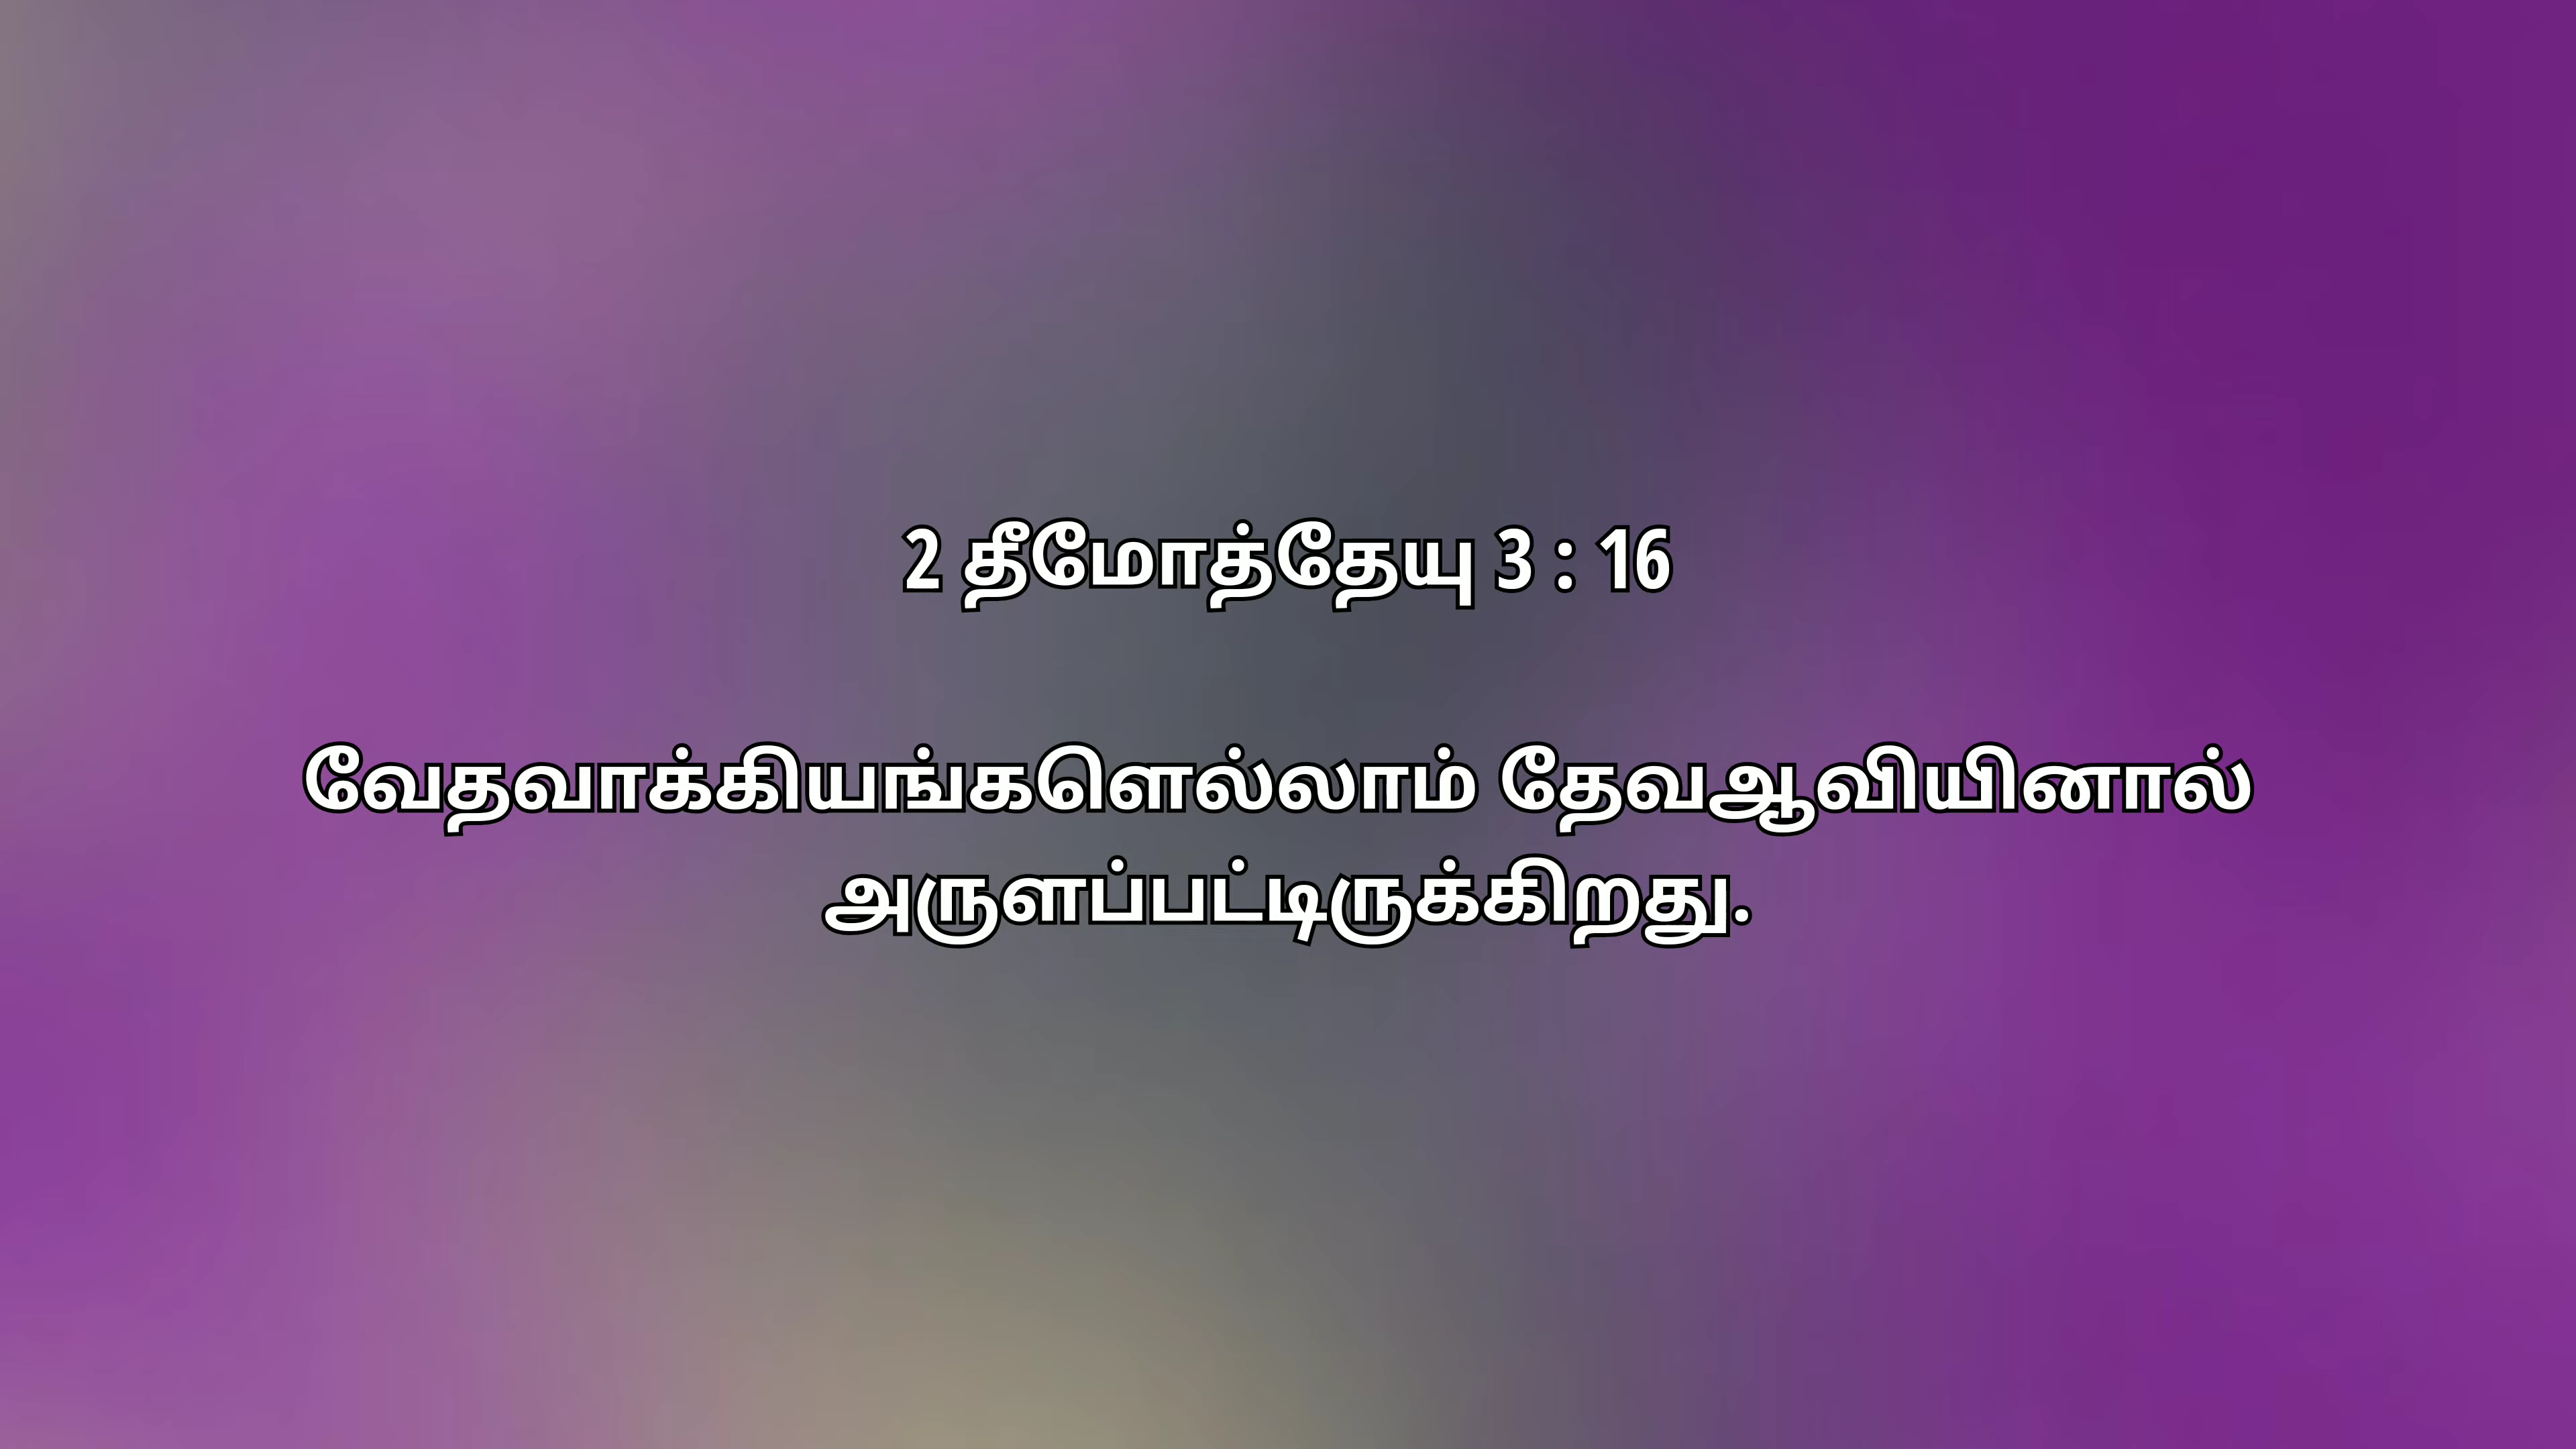 2 தீமோத்தேயு 3 : 16
வேதவாக்கியங்களெல்லாம் தேவஆவியினால்
அருளப்பட்டிருக்கிறது.